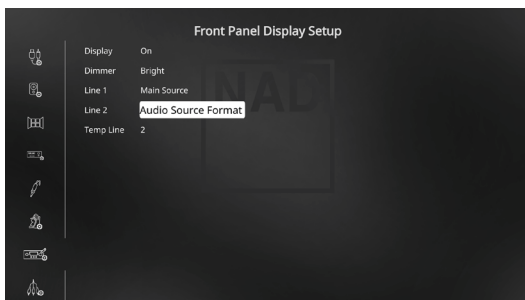 Front Panel Display Setup
Display On
Dimmer Bright
Line 1 Main Source
Line 2 Audio Source Format
Temp Line 2
NAD